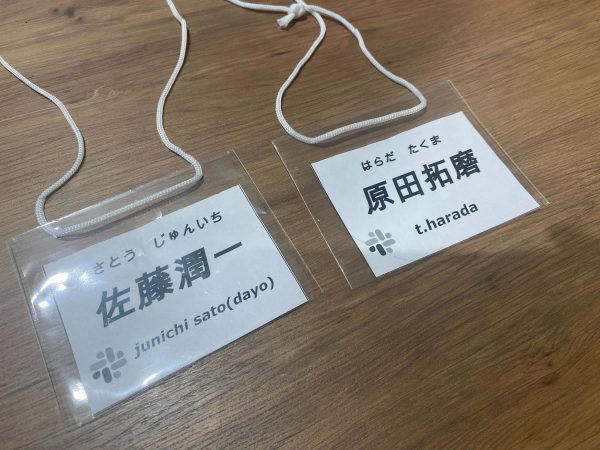 さとう じゅんいち
佐藤潤一
junichi sato(dayo)
はらだ たくま
原田拓磨
t.harada